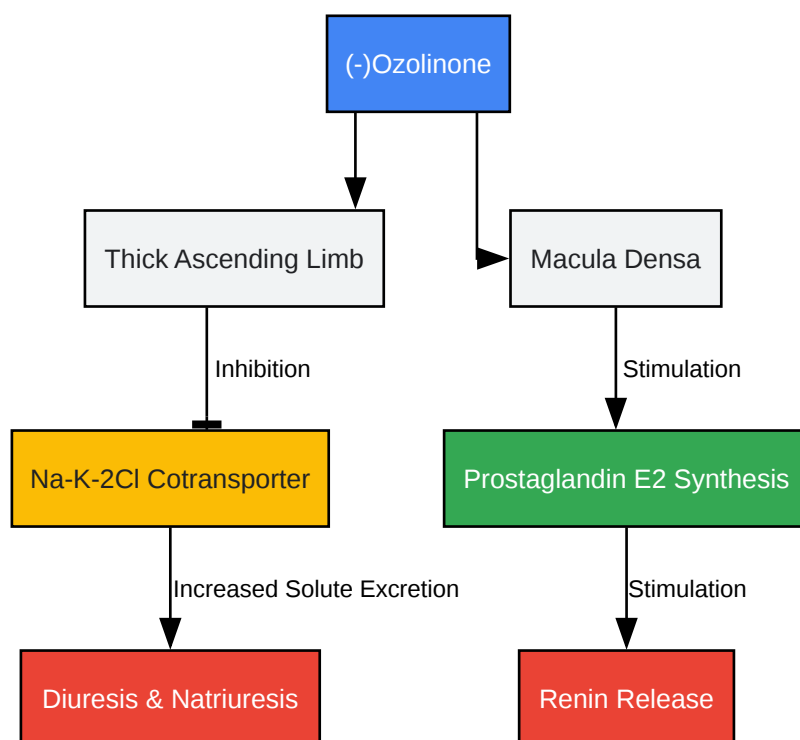 (-)Ozolinone
Thick Ascending Limb
Macula Densa
Inhibition
Stimulation
Na-K-2Cl Cotransporter
Prostaglandin E2 Synthesis
Increased Solute Excretion
Stimulation
Diuresis & Natriuresis
Renin Release